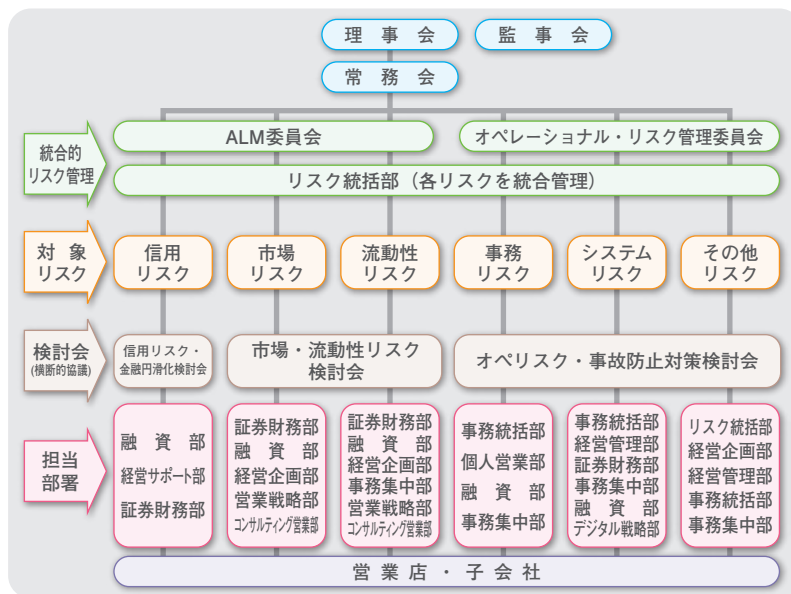 理事会
監事会
常務会
統合的
リスク管理
ALM委員会
オペレーショナル・リスク管理委員会
リスク統括部（各リスクを統合管理）
対象
リスク
信用
リスク
市場
リスク
流動性
リスク
事務
リスク
システム
リスク
その他
リスク
検討会
(横断的協議)
信用リスク・
金融円滑化検討会
市場・流動性リスク
検討会
オペリスク・事故防止対策検討会
担当
部署
融資部
経営サポート部
証券財務部
証券財務部
融資部
経営企画部
営業戦略部
コンサルティング営業部
証券財務部
融資部
経営企画部
事務集中部
営業戦略部
コンサルティング営業部
事務統括部
個人営業部
融資部
事務集中部
事務統括部
経営管理部
証券財務部
事務集中部
融資部
デジタル戦略部
リスク統括部
経営企画部
経営管理部
事務統括部
事務集中部
営業店・子会社